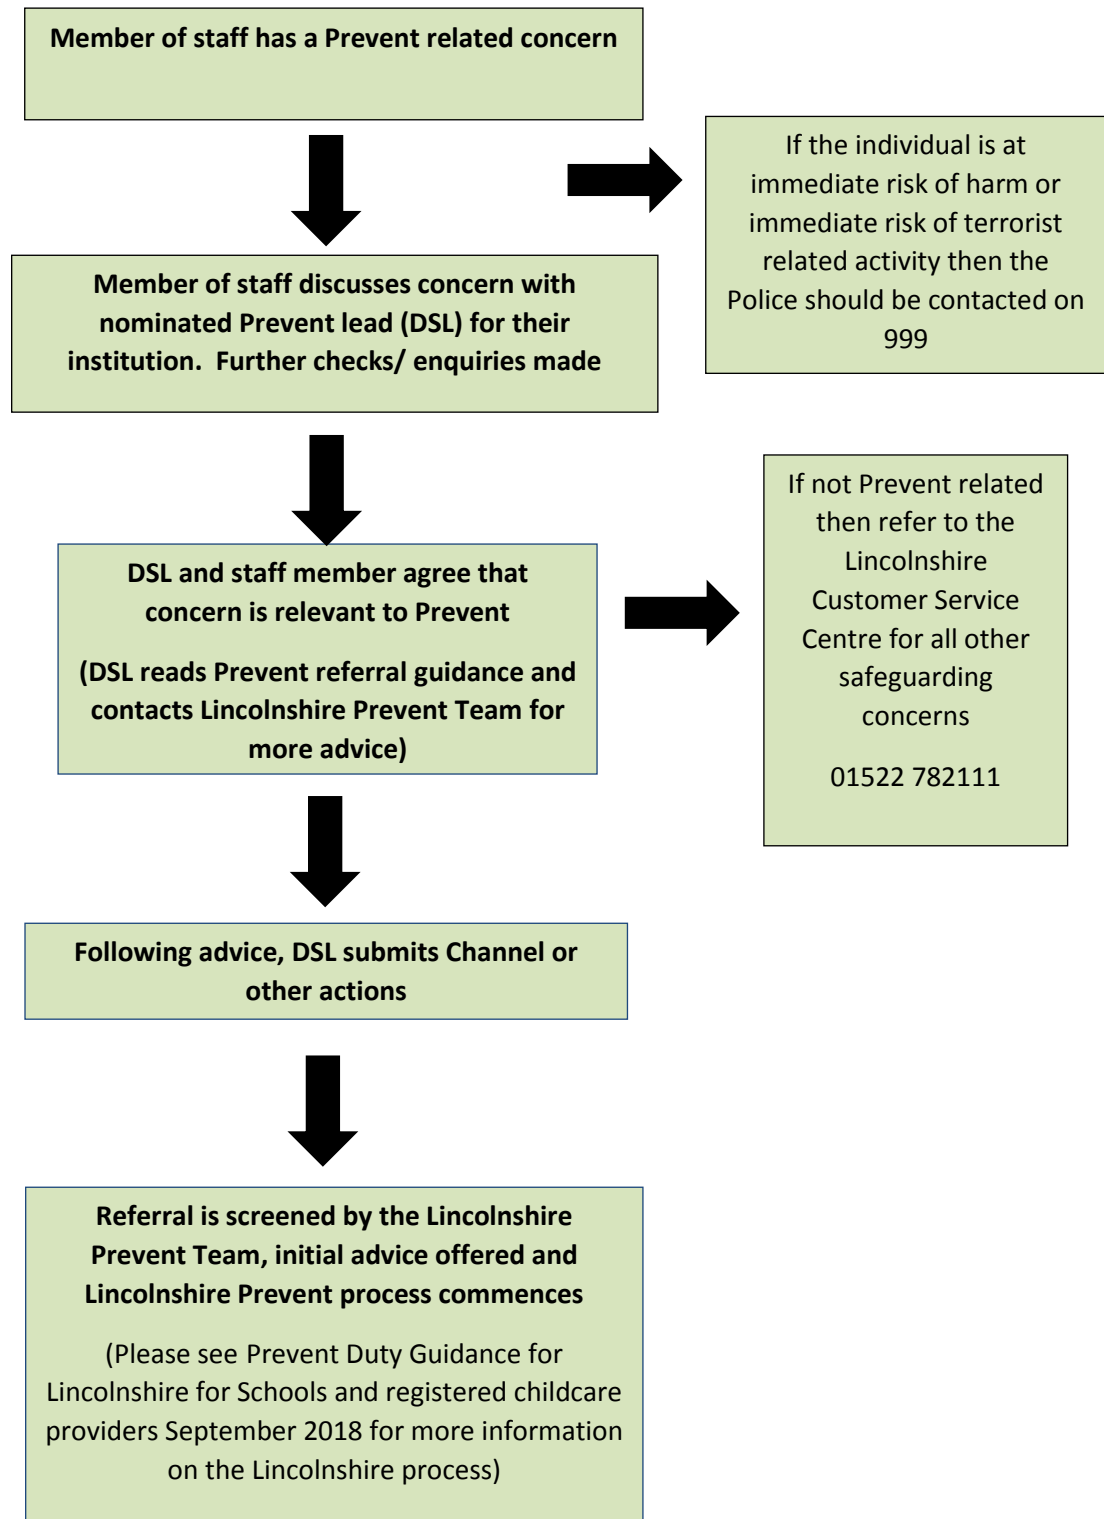 Member of staff has a Prevent related concern
If the individual is at
immediate risk of harm or
immediate risk of terrorist
related activity then the
Police should be contacted on
999
Member of staff discusses concern with
nominated Prevent lead (DSL) for their
institution.  Further checks/ enquiries made
DSL and staff member agree that
concern is relevant to Prevent
(DSL reads Prevent referral guidance and
contacts Lincolnshire Prevent Team for
more advice)
If not Prevent related
then refer to the
Lincolnshire
Customer Service
Centre for all other
safeguarding
concerns
01522 782111
Following advice, DSL submits Channel or
other actions
Referral is screened by the Lincolnshire
Prevent Team, initial advice offered and
Lincolnshire Prevent process commences
(Please see Prevent Duty Guidance for
Lincolnshire for Schools and registered childcare
providers September 2018 for more information
on the Lincolnshire process)